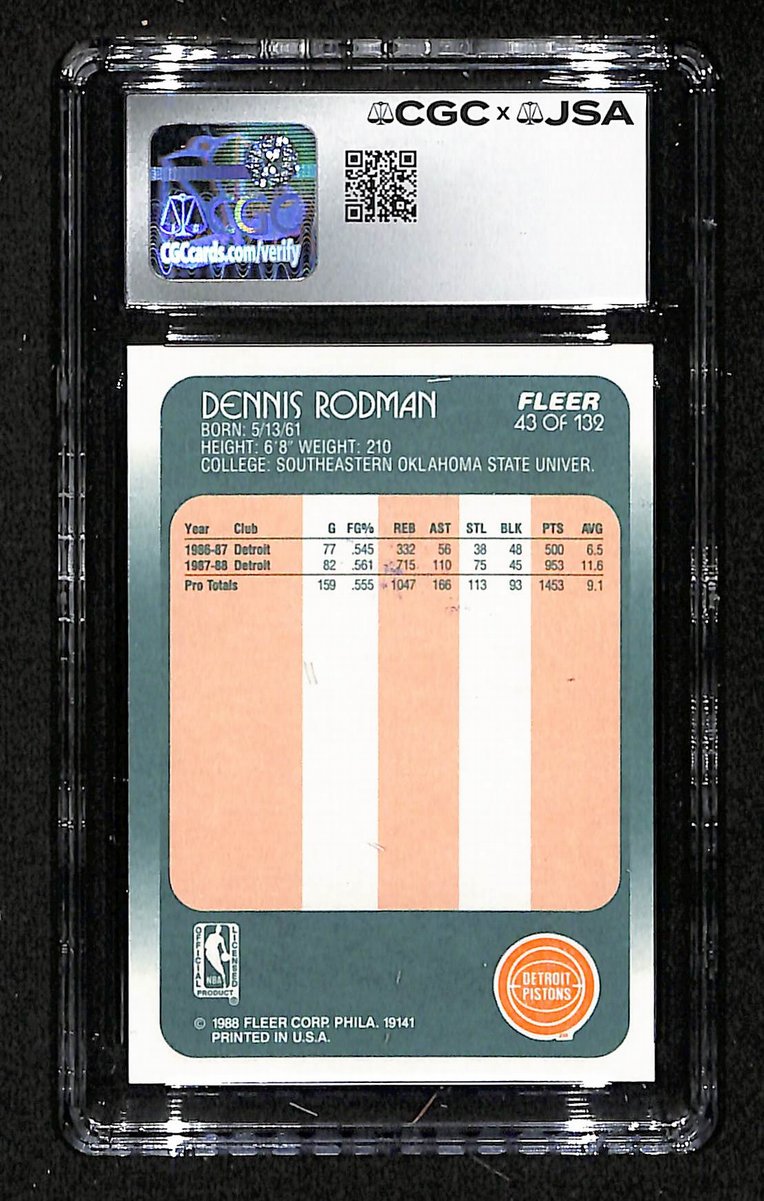 CGC x JSA
CGC
CGCcards.com/verify
DENNIS RODMAN
FLEER
43 OF 132
BORN: 5/13/61
HEIGHT: 6'8" WEIGHT: 210
COLLEGE: SOUTHEASTERN OKLAHOMA STATE UNIVER.
Year Club G FG% REB AST STL BLK PTS AVG
1986-87 Detroit 77 .545 332 56 38 48 500 6.5
1987-88 Detroit 82 .561 715 110 75 45 953 11.6
Pro Totals 159 .555 1047 166 113 93 1453 9.1
OFFICIAL LICENSED
NBA
PRODUCT
®
DETROIT
PISTONS
© 1988 FLEER CORP. PHILA. 19141
PRINTED IN U.S.A.